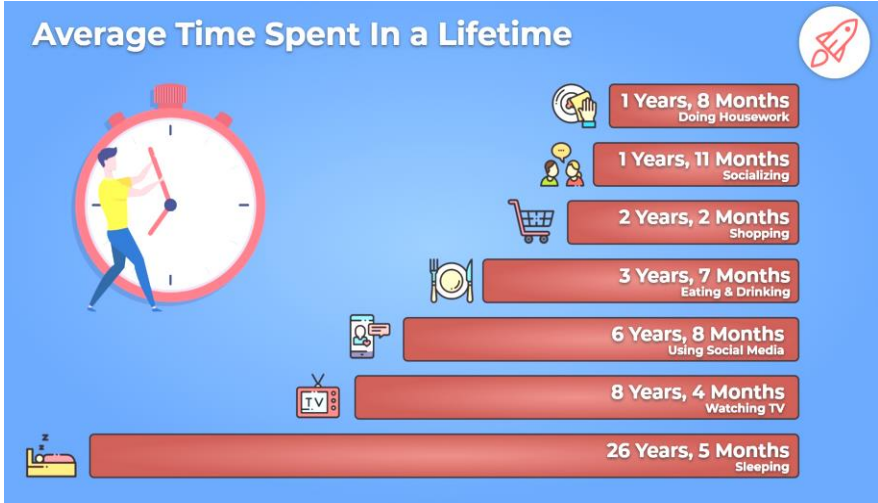 Average Time Spent In a Lifetime
1 Years, 8 Months
Doing Housework
1 Years, 11 Months
Socializing
2 Years, 2 Months
Shopping
3 Years, 7 Months
Eating & Drinking
6 Years, 8 Months
Using Social Media
8 Years, 4 Months
Watching TV
TV
26 Years, 5 Months
Sleeping
z
z